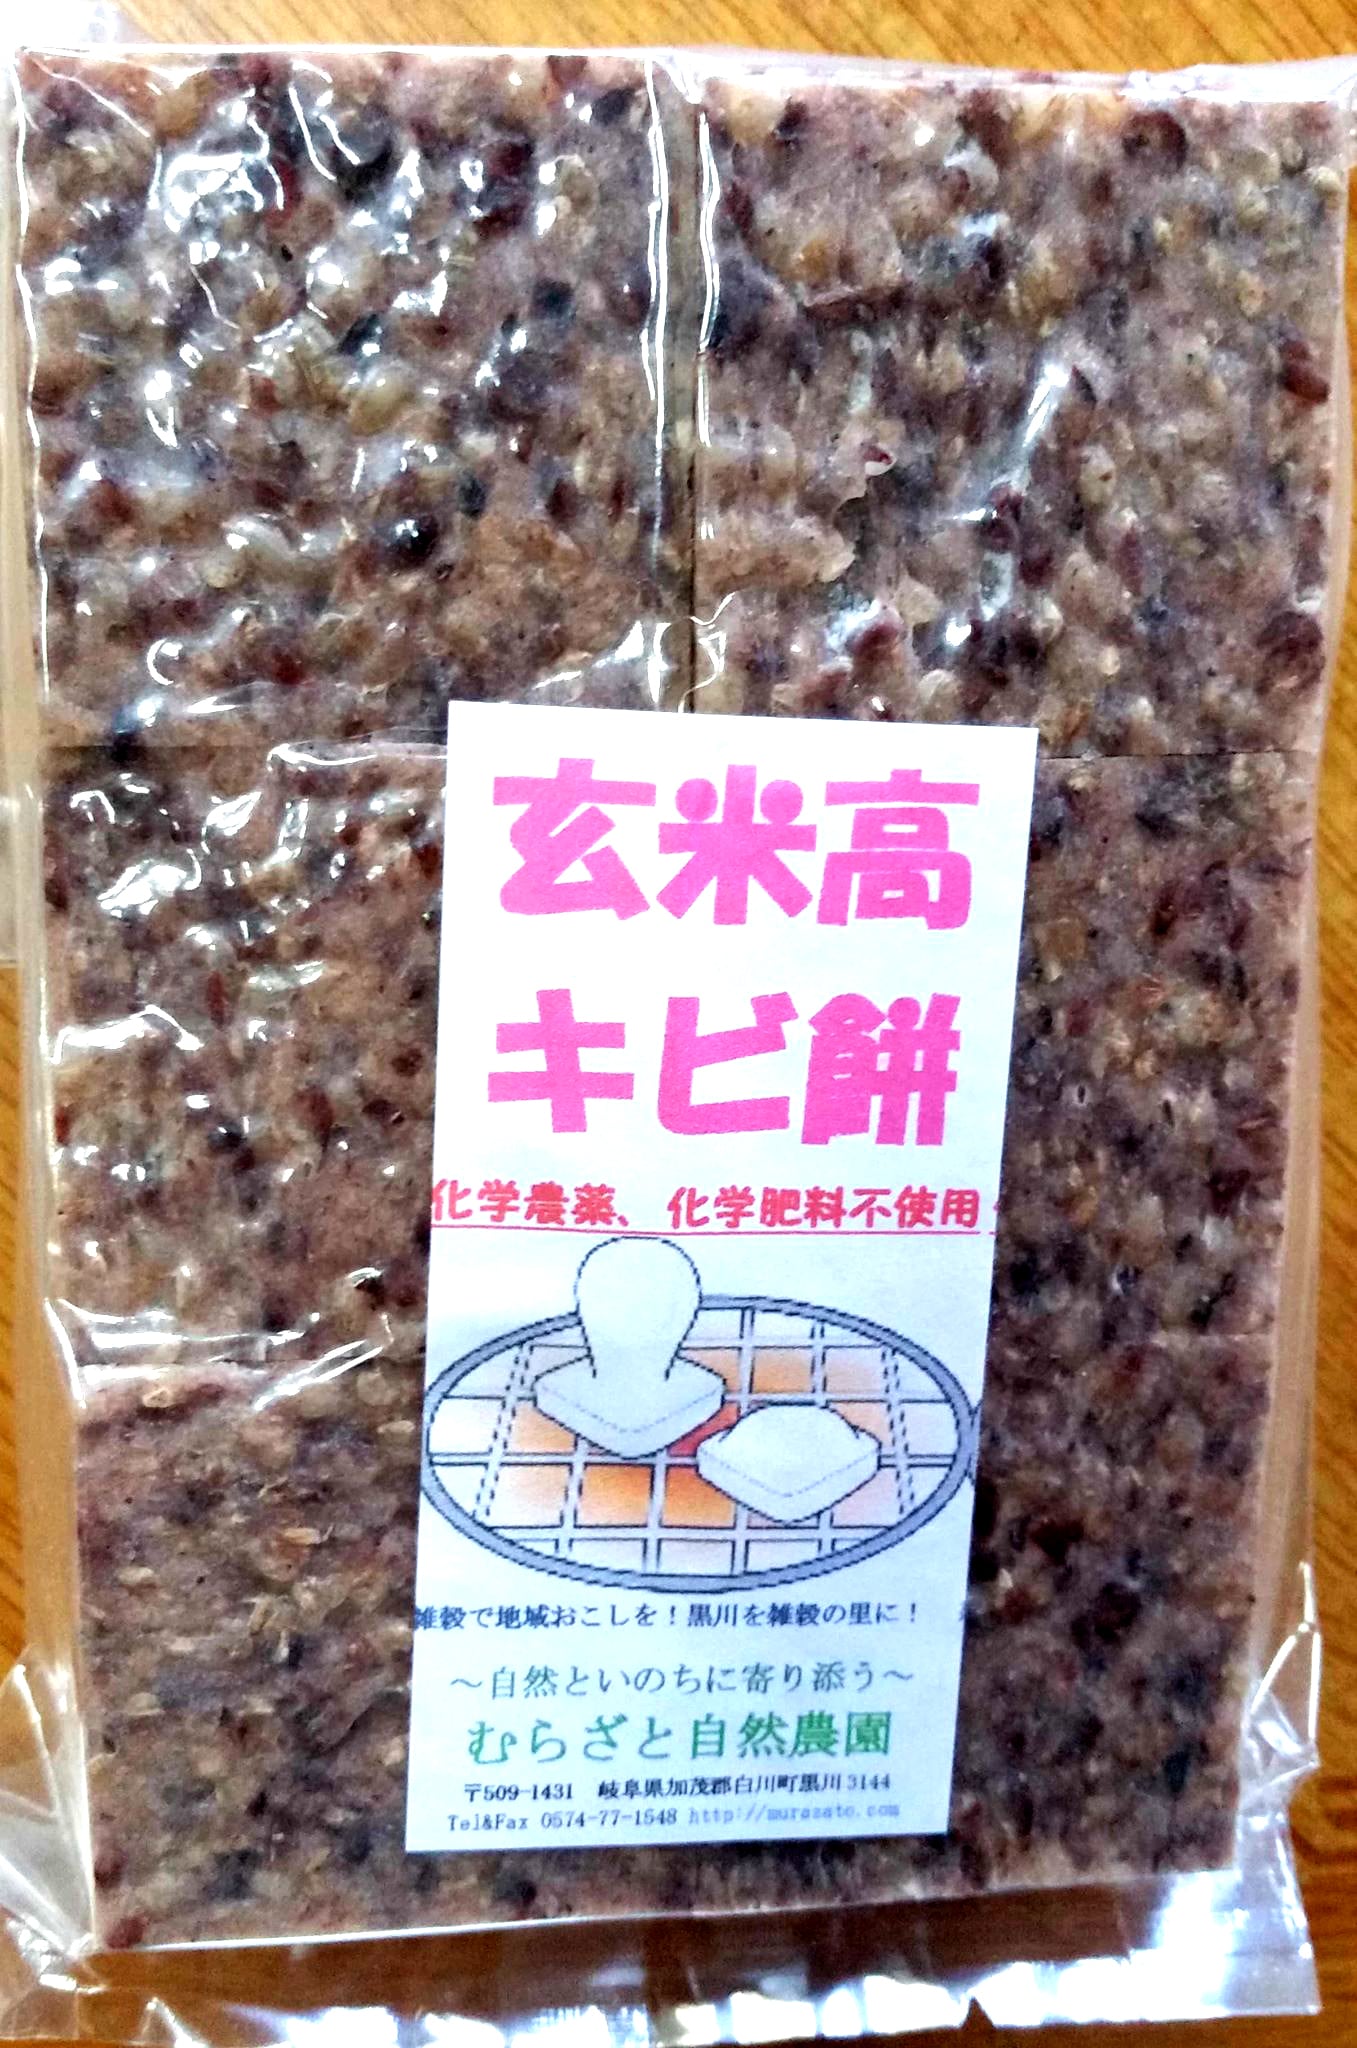 玄米高
キビ餅
化学農薬、化学肥料不使用
雑穀で地域おこしを！黒川を雑穀の里に！
～自然といのちに寄り添う～
むらざと自然農園
〒509-1431 岐阜県加茂郡白川町黒川3144
Tel&Fax 0574-77-1548 http://murazato.com